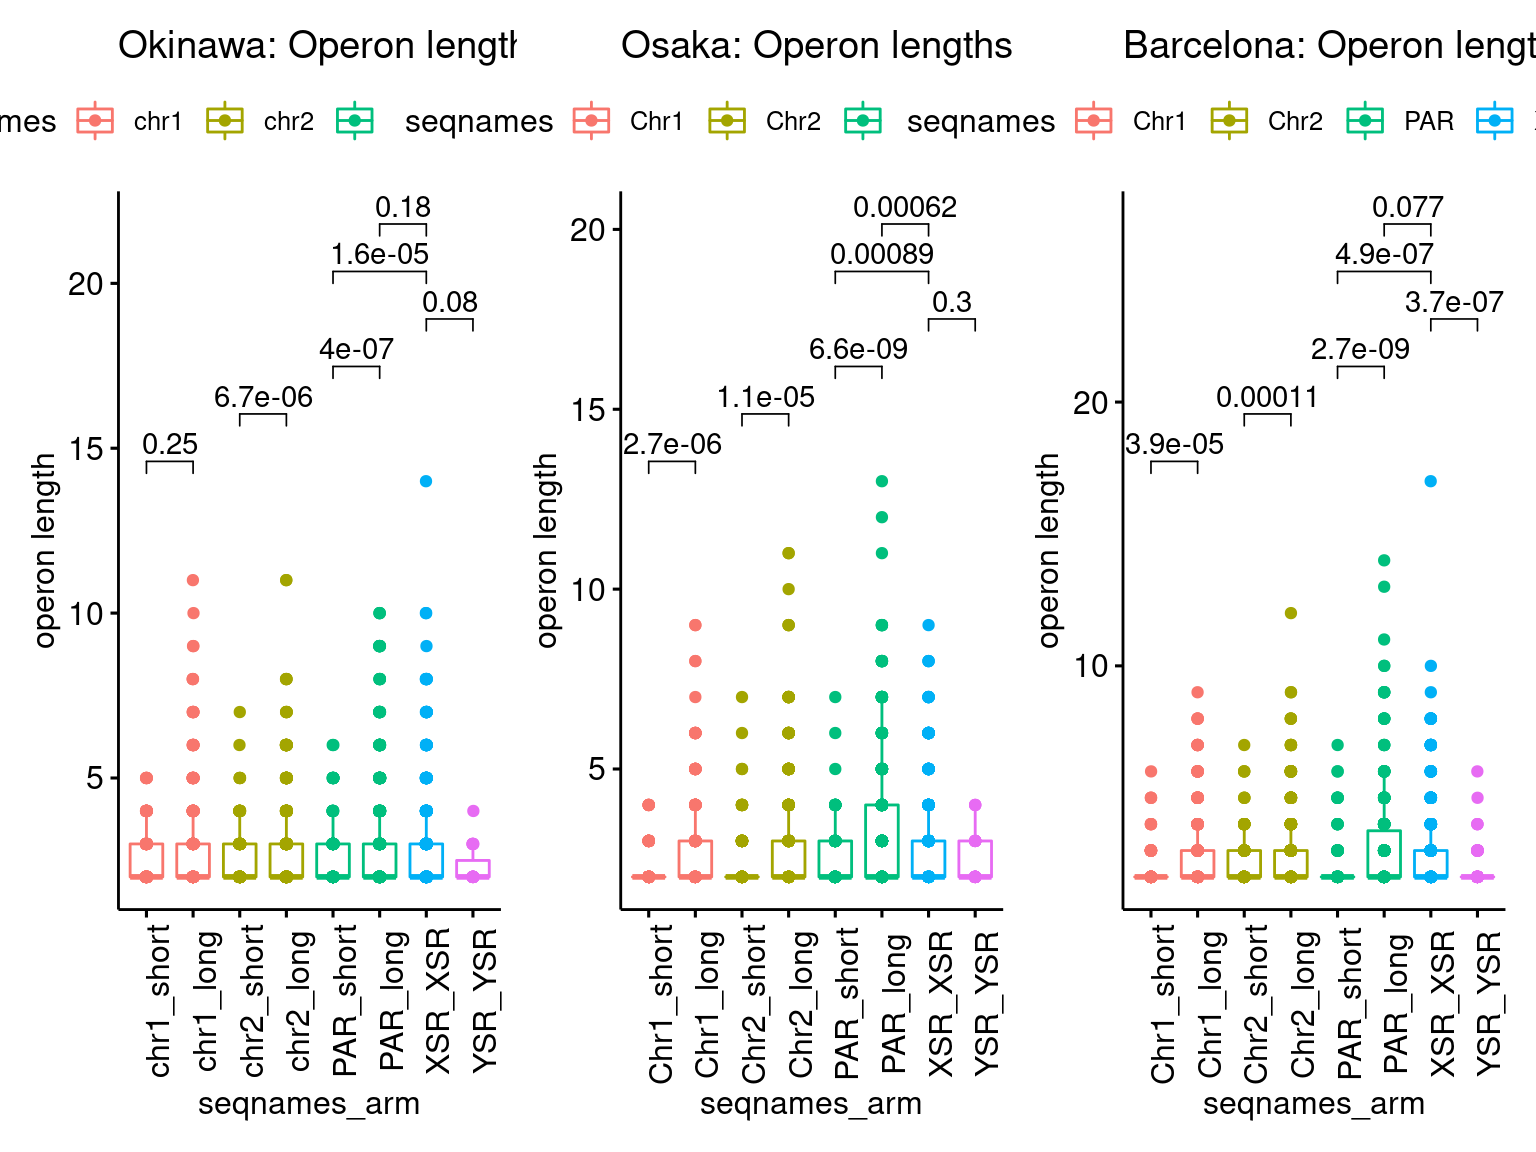 Okinawa: Operon length
Osaka: Operon lengths
Barcelona: Operon lengt
mes chr1 chr2
seqnames Chr1 Chr2
seqnames Chr1 Chr2 PAR
0.18
1.6e-05
0.08
4e-07
6.7e-06
0.25
20
15
10
5
operon length
chr1_short
chr1_long
chr2_short
chr2_long
PAR_short
PAR_long
XSR_XSR
YSR_YSR
seqnames_arm
0.00062
0.00089
0.3
6.6e-09
1.1e-05
2.7e-06
20
15
10
5
operon length
Chr1_short
Chr1_long
Chr2_short
Chr2_long
PAR_short
PAR_long
XSR_XSR
YSR_YSR
seqnames_arm
0.077
4.9e-07
3.7e-07
2.7e-09
0.00011
3.9e-05
20
10
operon length
Chr1_short
Chr1_long
Chr2_short
Chr2_long
PAR_short
PAR_long
XSR_XSR
YSR_YSR
seqnames_arm